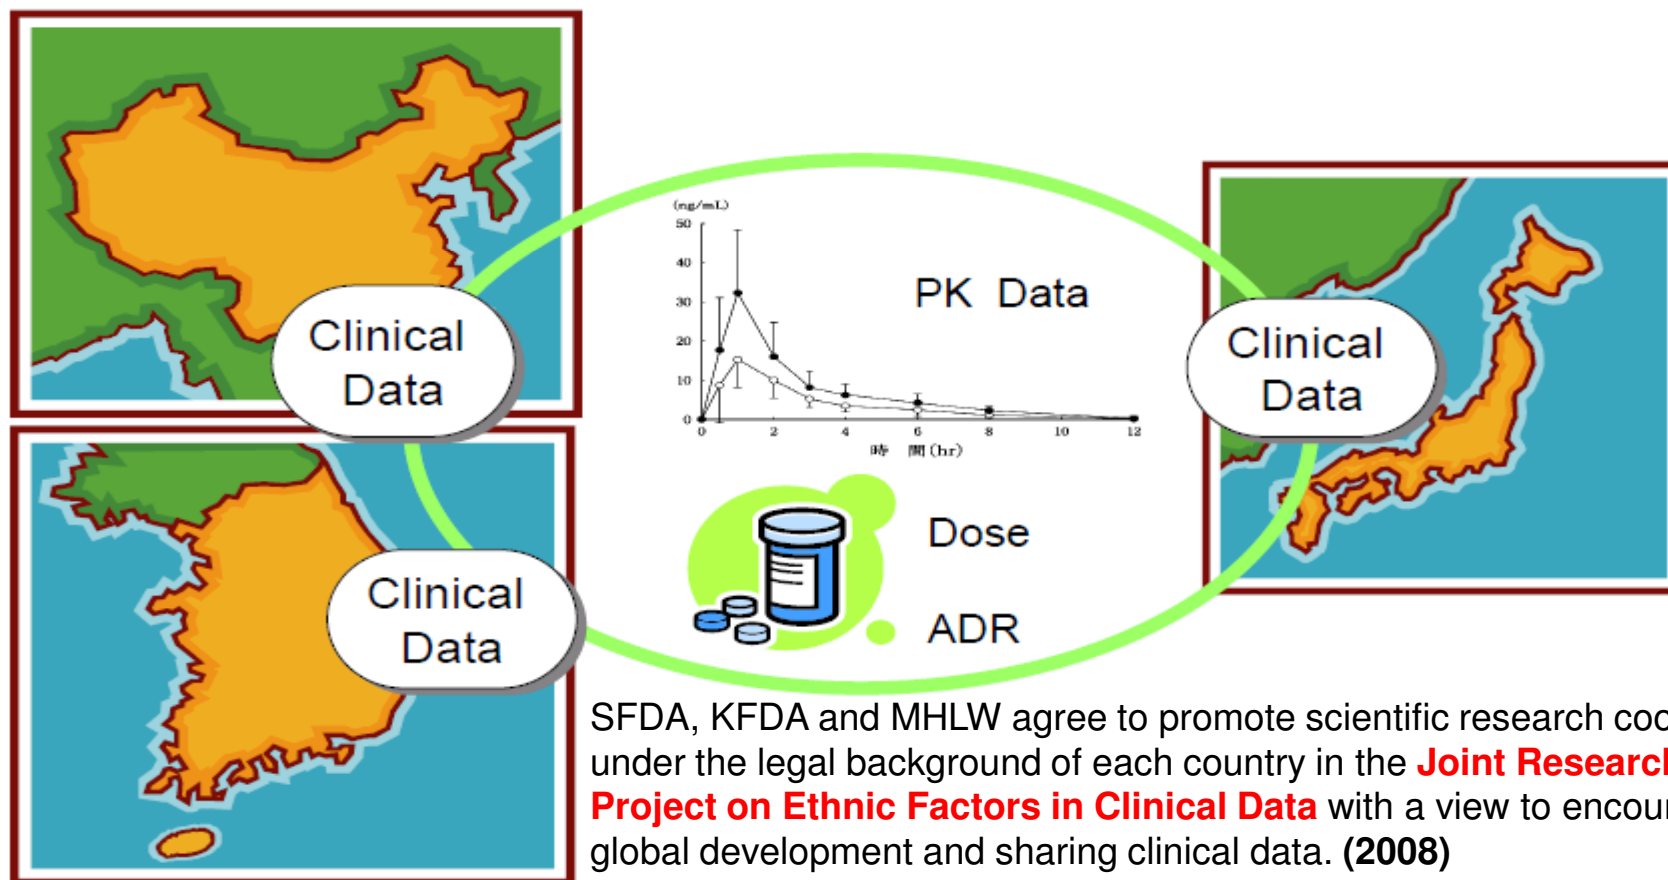 Clinical
Data
(ng/mL)
50
40
30
20
10
0
0 2 4 6 8 10 12
時 間(hr)
PK Data
Clinical
Data
Clinical
Data
Dose
ADR
SFDA, KFDA and MHLW agree to promote scientific research coo
under the legal background of each country in the Joint Research
Project on Ethnic Factors in Clinical Data with a view to encour
global development and sharing clinical data. (2008)